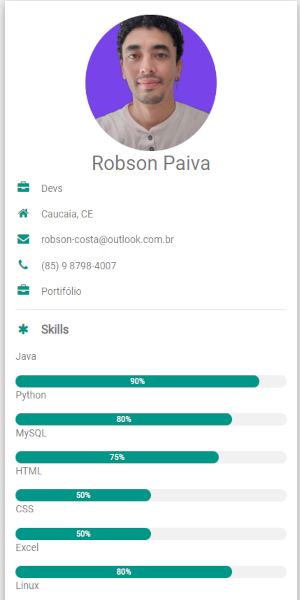 Robson Paiva
Devs
Caucaia, CE
robson-costa@outlook.com.br
(85) 9 8798-4007
Portifólio
Skills
Java
90%
Python
80%
MySQL
75%
HTML
50%
CSS
50%
Excel
80%
Linux